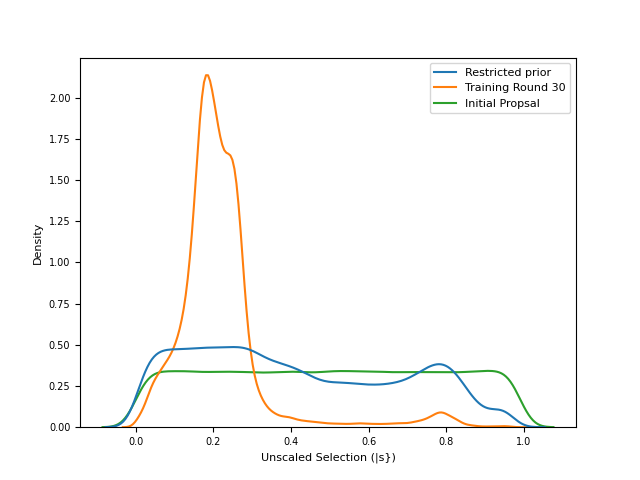 Restricted prior
Training Round 30
Initial Propsal
2.00
1.75
1.50
1.25
1.00
0.75
0.50
0.25
0.00
Density
0.0 0.2 0.4 0.6 0.8 1.0
Unscaled Selection (|s})